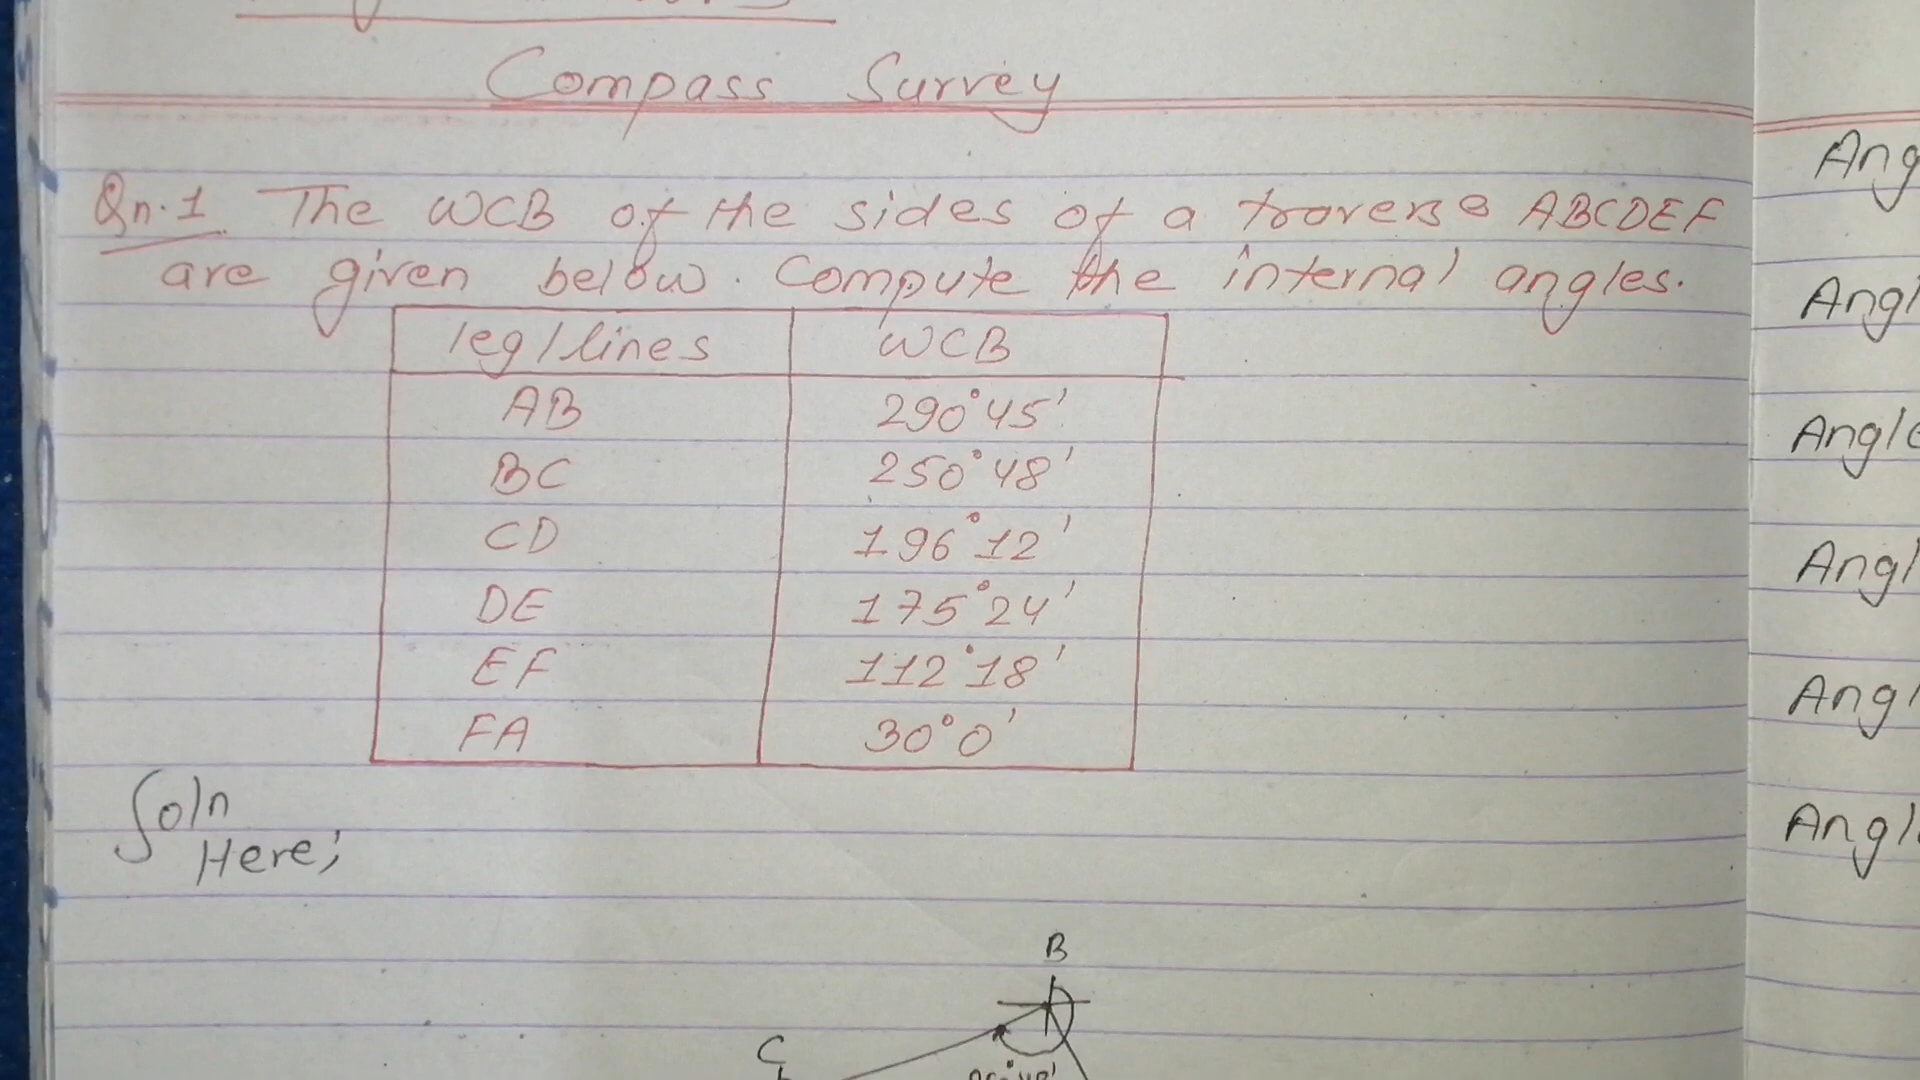 Compass Survey
Qn.1 The WCB of the sides of a traverse ABCDEF
are given below. Compute the internal angles.
leg/lines WCB
AB 290°45'
BC 250°48'
CD 196°12'
DE 175°24'
EF 112°18'
FA 30°0'
Soln
Here;
B
C
Ang
Angl
Angle
Angl
Angl
Angl